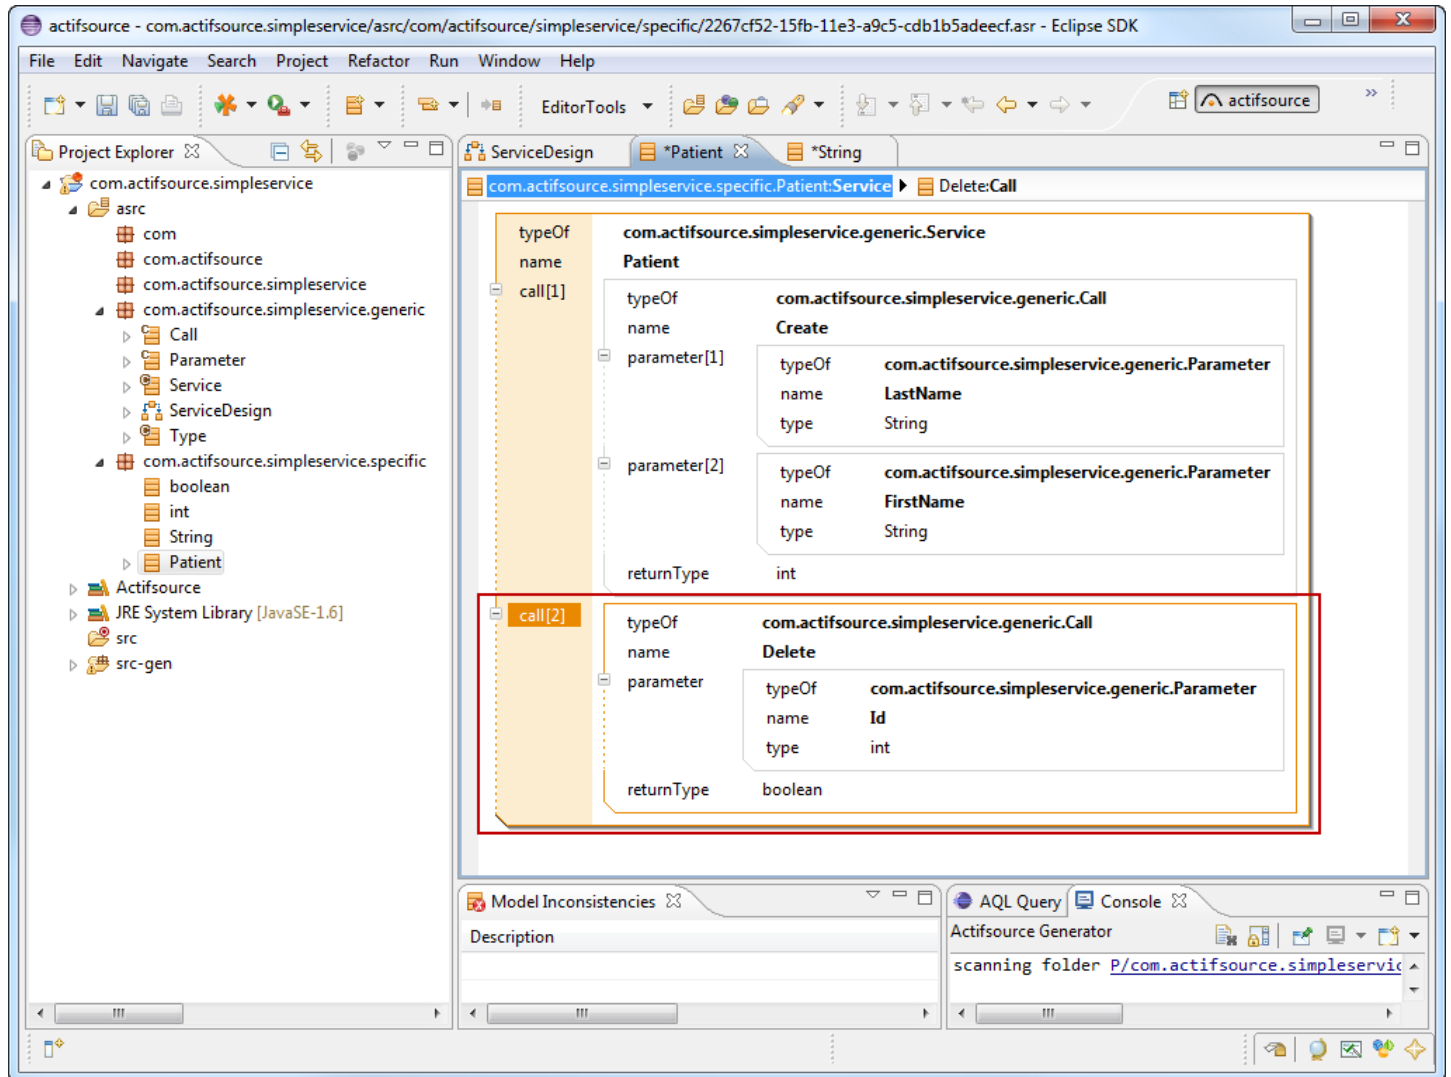 actifsource - com.actifsource.simpleservice/asrc/com/actifsource/simpleservice/specific/2267cf52-15fb-11e3-a9c5-cdb1b5adeecf.asr - Eclipse SDK
File Edit Navigate Search Project Refactor Run Window Help
EditorTools actifsource »
Project Explorer
com.actifsource.simpleservice
asrc
com
com.actifsource
com.actifsource.simpleservice
com.actifsource.simpleservice.generic
Call
Parameter
Service
ServiceDesign
Type
com.actifsource.simpleservice.specific
boolean
int
String
Patient
Actifsource
JRE System Library [JavaSE-1.6]
src
src-gen
ServiceDesign *Patient *String
com.actifsource.simpleservice.specific.Patient:Service Delete:Call
typeOf com.actifsource.simpleservice.generic.Service
name Patient
call[1]
typeOf com.actifsource.simpleservice.generic.Call
name Create
parameter[1]
typeOf com.actifsource.simpleservice.generic.Parameter
name LastName
type String
parameter[2]
typeOf com.actifsource.simpleservice.generic.Parameter
name FirstName
type String
returnType int
call[2]
typeOf com.actifsource.simpleservice.generic.Call
name Delete
parameter
typeOf com.actifsource.simpleservice.generic.Parameter
name Id
type int
returnType boolean
Model Inconsistencies
Description
AQL Query Console
Actifsource Generator
scanning folder P/com.actifsource.simpleservic